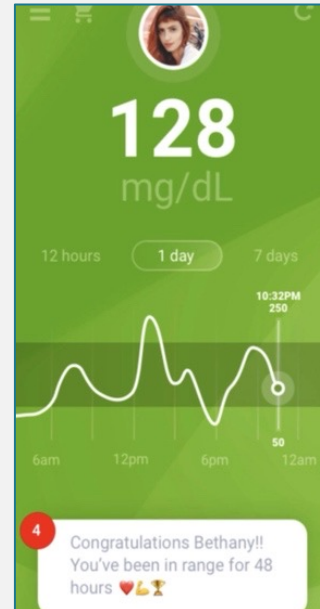 128
mg/dL
12 hours 1 day 7 days
10:32PM
250
50
6am 12pm 6pm 12am
4
Congratulations Bethany!!
You've been in range for 48
hours ❤️💪🏆